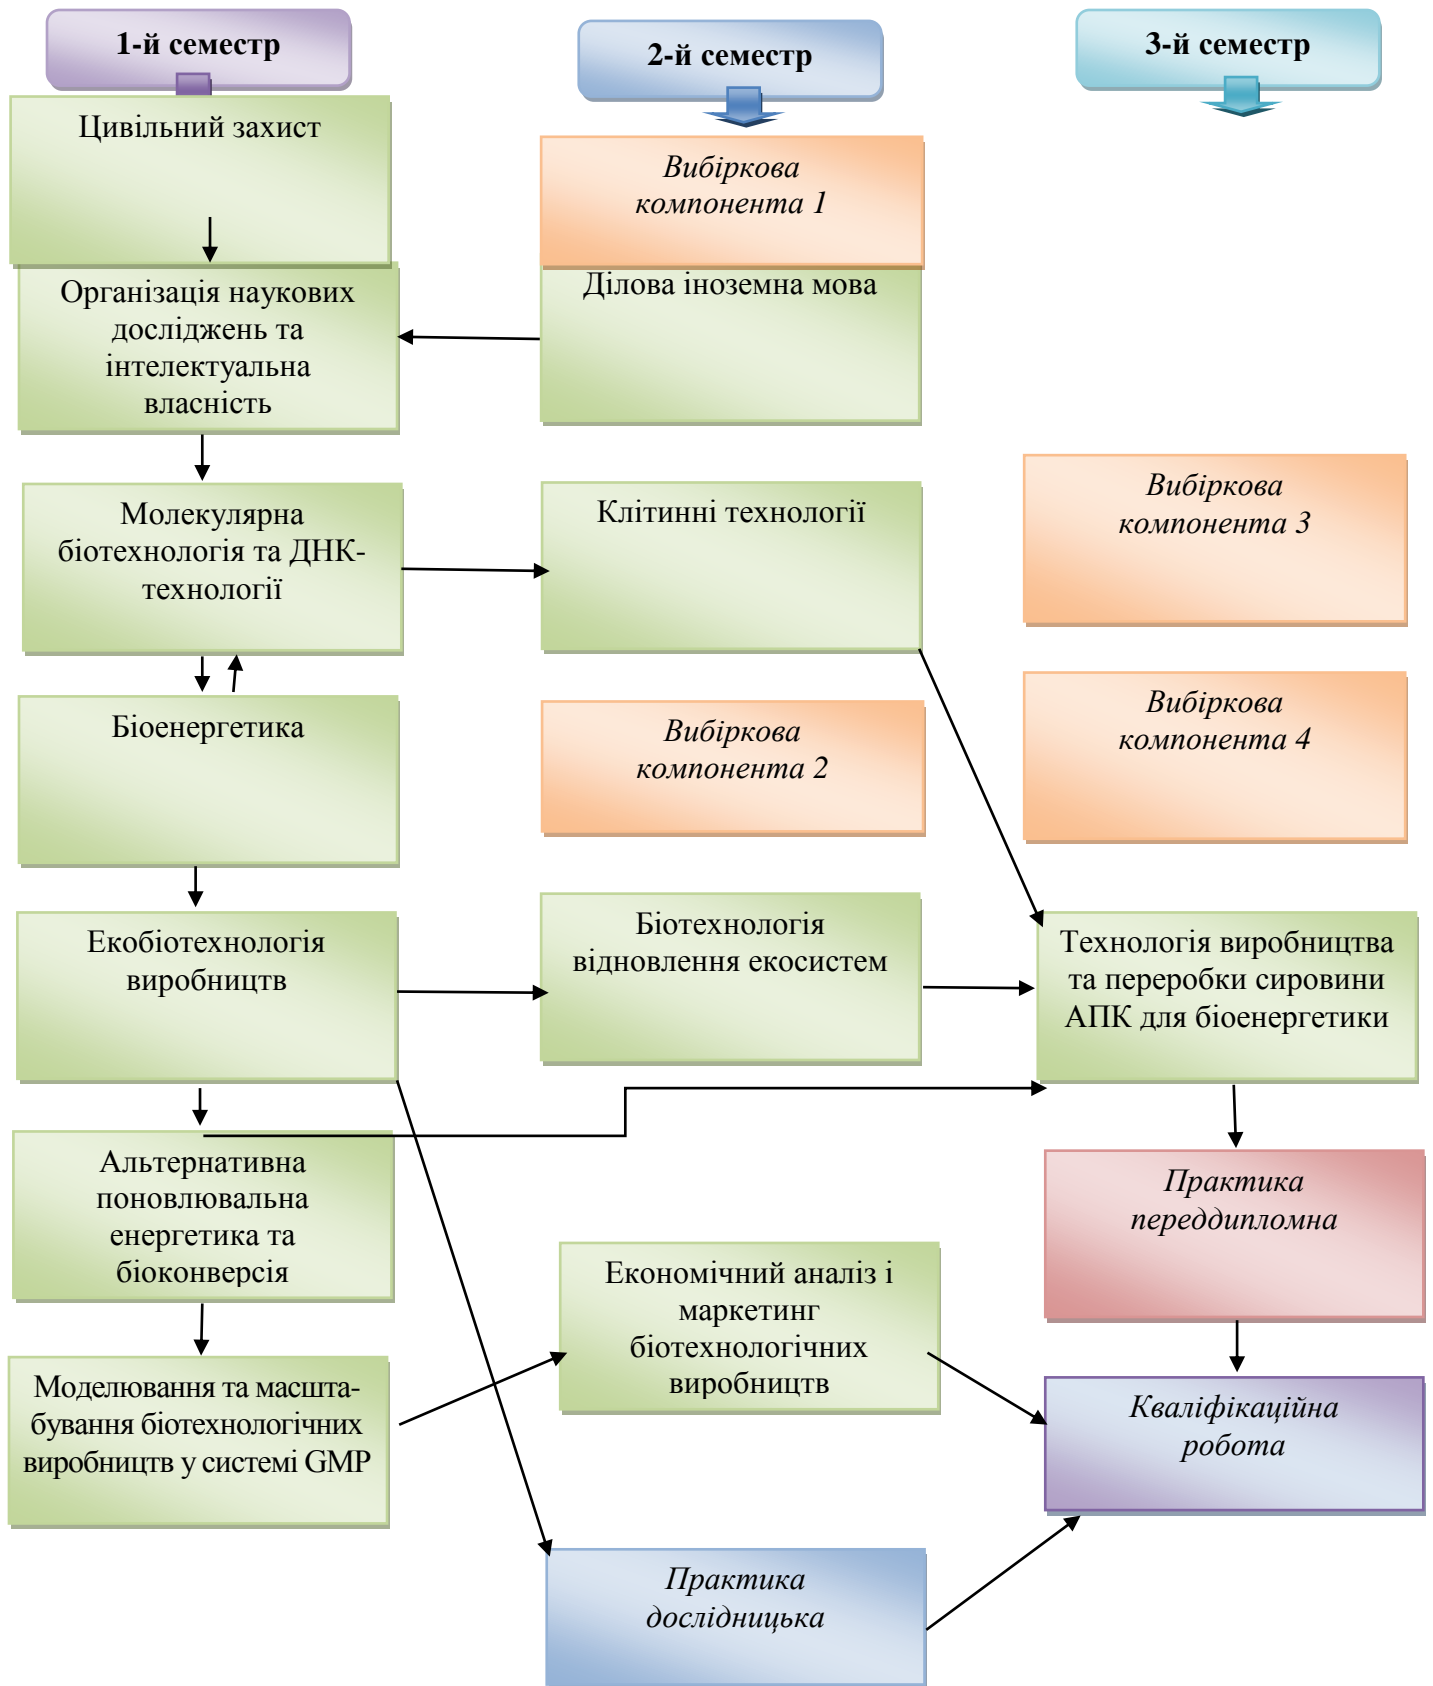 1-й семестр
2-й семестр
3-й семестр
Цивільний захист
Вибіркова
компонента 1
Організація наукових
досліджень та
інтелектуальна
власність
Ділова іноземна мова
Молекулярна
біотехнологія та ДНК-
технології
Клітинні технології
Вибіркова
компонента 3
Біоенергетика
Вибіркова
компонента 2
Вибіркова
компонента 4
Екобіотехнологія
виробництв
Біотехнологія
відновлення екосистем
Технологія виробництва
та переробки сировини
АПК для біоенергетики
Альтернативна
поновлювальна
енергетика та
біоконверсія
Практика
переддипломна
Економічний аналіз і
маркетинг
біотехнологічних
виробництв
Моделювання та масшта-
бування біотехнологічних
виробництв у системі GMP
Кваліфікаційна
робота
Практика
дослідницька